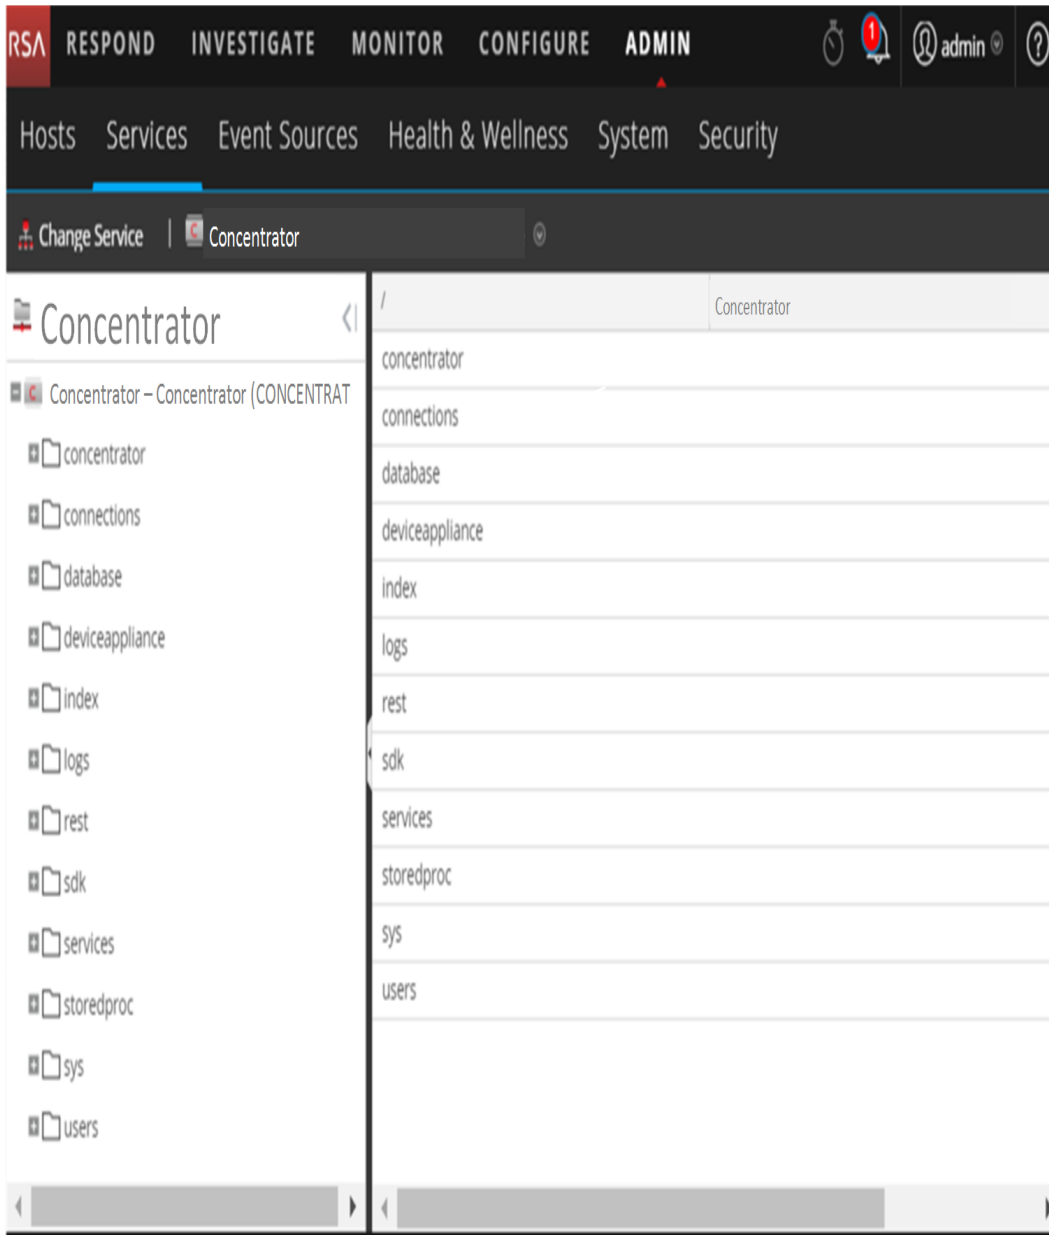 RSA RESPOND INVESTIGATE MONITOR CONFIGURE ADMIN 1 admin ?
Hosts Services Event Sources Health & Wellness System Security
Change Service | C Concentrator
Concentrator
C Concentrator – Concentrator (CONCENTRAT
concentrator
connections
database
deviceappliance
index
logs
rest
sdk
services
storedproc
sys
users
/ Concentrator
concentrator
connections
database
deviceappliance
index
logs
rest
sdk
services
storedproc
sys
users